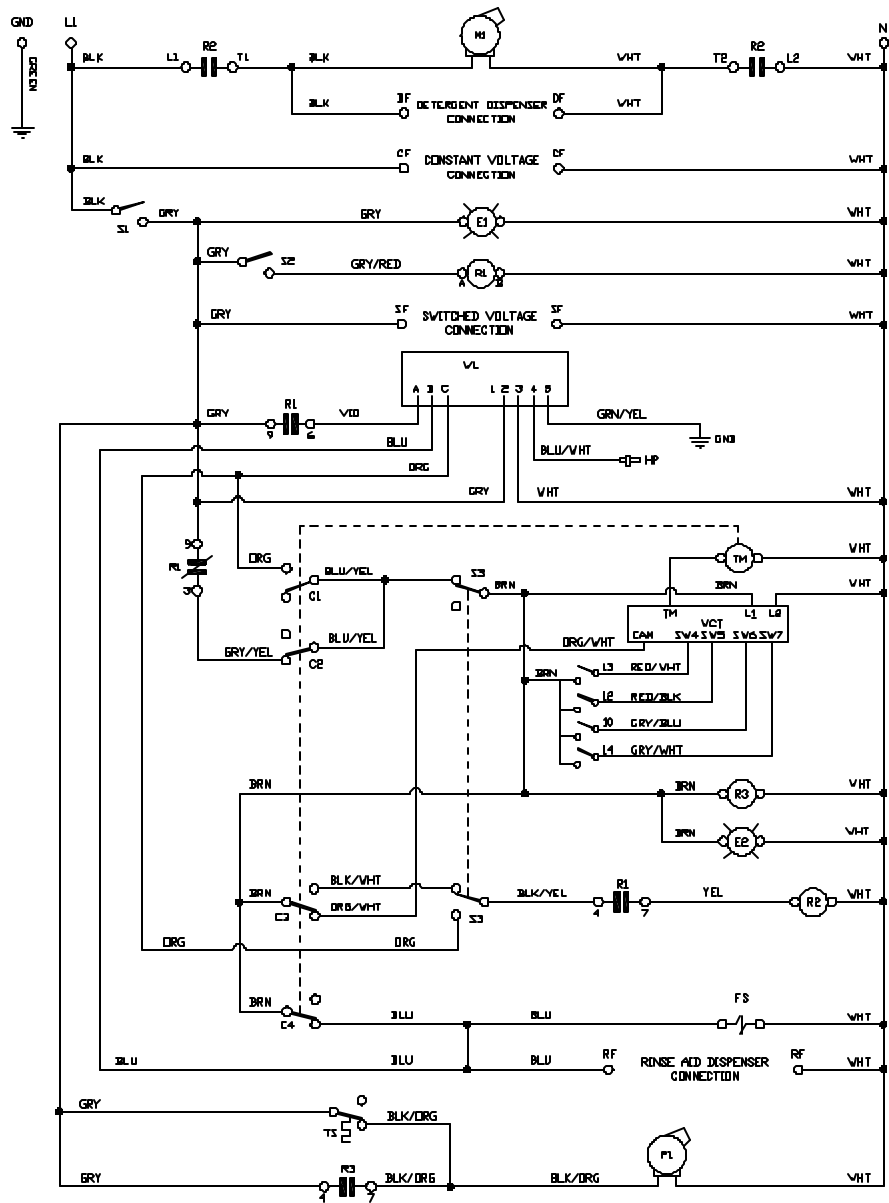 GND L1 N
GREEN
BLK L1 R2 T1 BLK M1 WHT T2 R2 L2 WHT
BLK DF DETERGENT DISPENSER CONNECTION DF WHT
BLK CF CONSTANT VOLTAGE CONNECTION CF WHT
BLK S1 GRY GRY E1 WHT
GRY S2 GRY/RED A R1 B WHT
GRY SF SWITCHED VOLTAGE CONNECTION SF WHT
WL
A B C 1 2 3 4 5
GRY 9 R1 6 VIO GRN/YEL
BLU BLU/WHT GND
ORG HP
GRY WHT WHT
9 R1 3
ORG BLU/YEL S3 BRN TM WHT
C1 BRN WHT
TM L1 L2
BLU/YEL VCT
GRY/YEL C2 ORG/WHT CAM SW4 SW5 SW6 SW7
BRN 13 RED/WHT
12 RED/BLK
10 GRY/BLU
14 GRY/WHT
BRN BRN R3 WHT
BRN E2 WHT
BLK/WHT
BRN C3 ORG/WHT S3 BLK/YEL 4 R1 7 YEL R2 WHT
ORG ORG
BRN C4 BLU BLU FS WHT
BLU BLU BLU RF RINSE AID DISPENSER CONNECTION RF WHT
GRY TS BLK/ORG
P1
GRY 4 R3 7 BLK/ORG BLK/ORG WHT